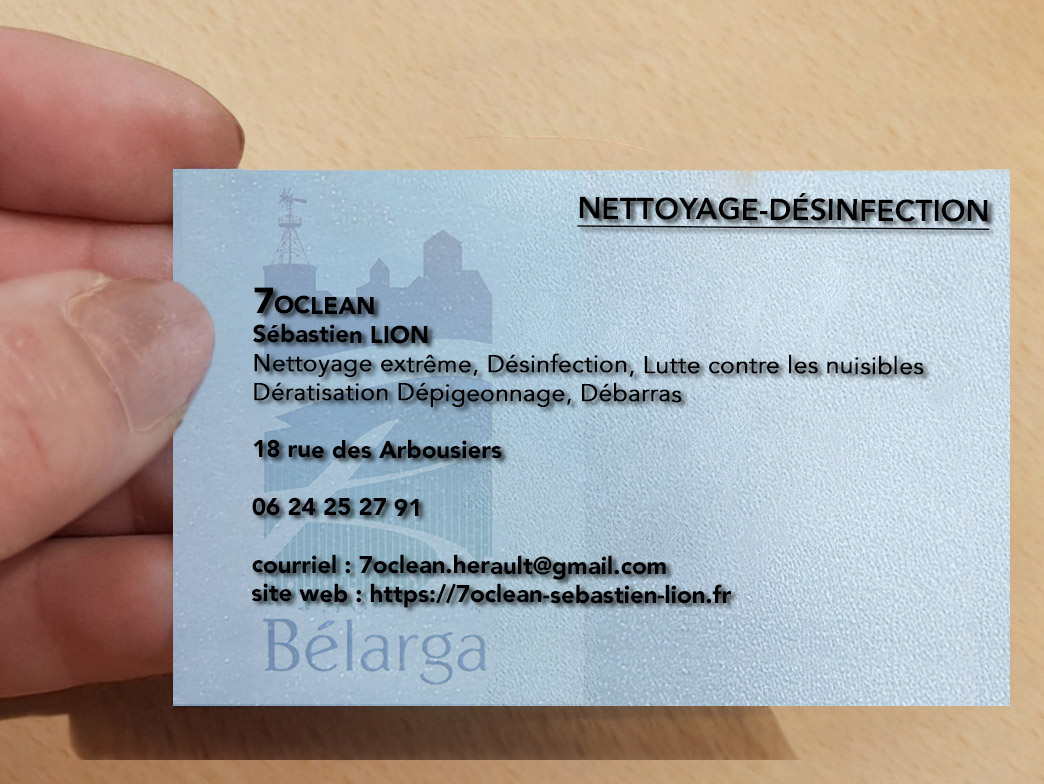 NETTOYAGE-DÉSINFECTION
7OCLEAN
Sébastien LION
Nettoyage extrême, Désinfection, Lutte contre les nuisibles
Dératisation Dépigeonnage, Débarras
18 rue des Arbousiers
06 24 25 27 91
courriel : 7oclean.herault@gmail.com
site web : https://7oclean-sebastien-lion.fr
Bélarga